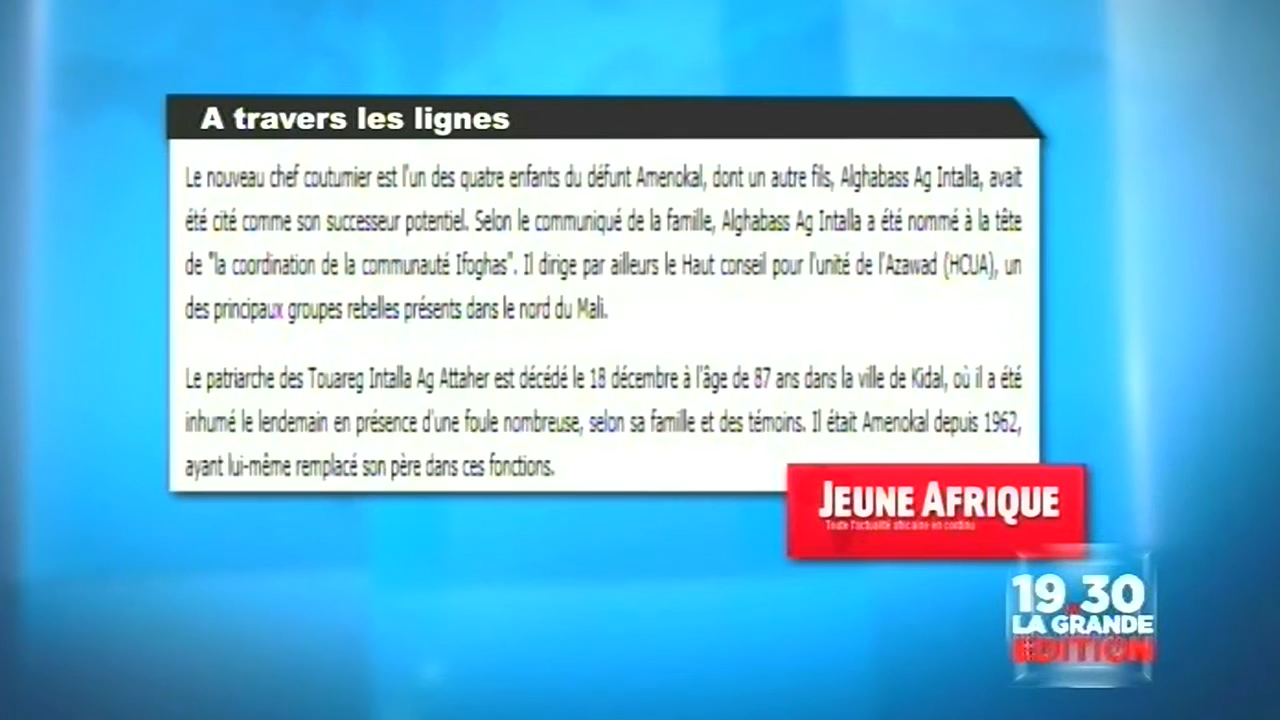 A travers les lignes
Le nouveau chef coutumier est l'un des quatre enfants du défunt Amenokal, dont un autre fils, Alghabass Ag Intalla, avait
été cité comme son successeur potentiel. Selon le communiqué de la famille, Alghabass Ag Intalla a été nommé à la tête
de "la coordination de la communauté Ifoghas". Il dirige par ailleurs le Haut conseil pour l'unité de l'Azawad (HCUA), un
des principaux groupes rebelles présents dans le nord du Mali.
Le patriarche des Touareg Intalla Ag Attaher est décédé le 18 décembre à l'âge de 87 ans dans la ville de Kidal, où il a été
inhumé le lendemain en présence d'une foule nombreuse, selon sa famille et des témoins. Il était Amenokal depuis 1962,
ayant lui-même remplacé son père dans ces fonctions.
JEUNE AFRIQUE
Toute l'actualité africaine en continu
19 30
LA GRANDE
EDITION